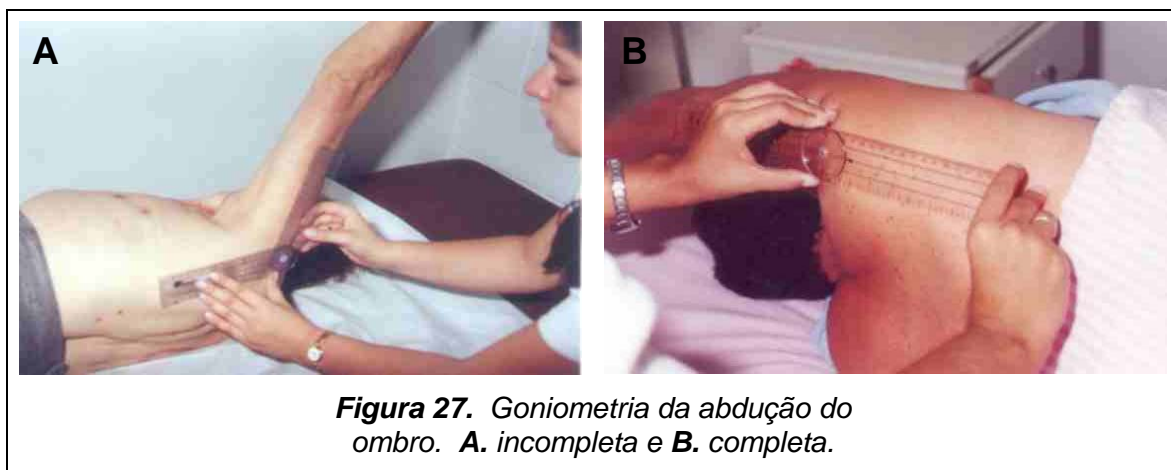 A
B
Figura 27. Goniometria da abdução do
ombro. A. incompleta e B. completa.